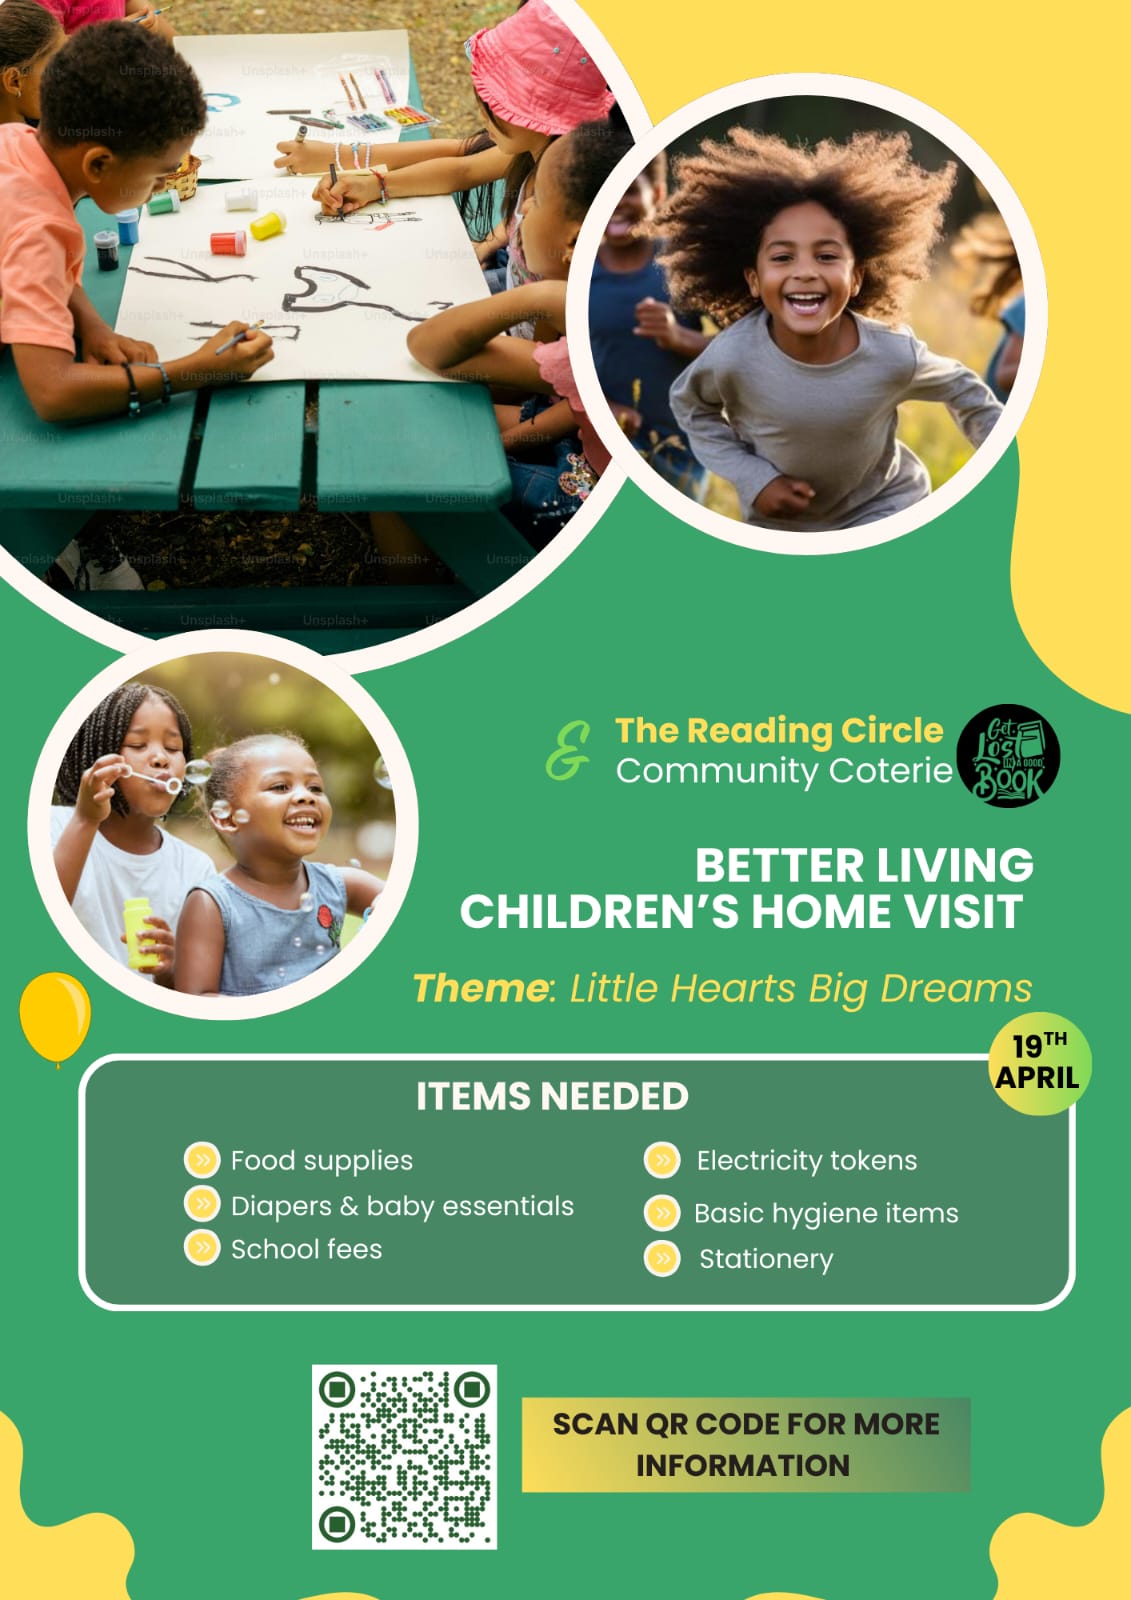 Unsplash+
&
The Reading Circle
Community Coterie
Get
Lost
IN A GOOD
BOOK
BETTER LIVING
CHILDREN’S HOME VISIT
Theme: Little Hearts Big Dreams
19TH
APRIL
ITEMS NEEDED
Food supplies
Diapers & baby essentials
School fees
Electricity tokens
Basic hygiene items
Stationery
SCAN QR CODE FOR MORE
INFORMATION